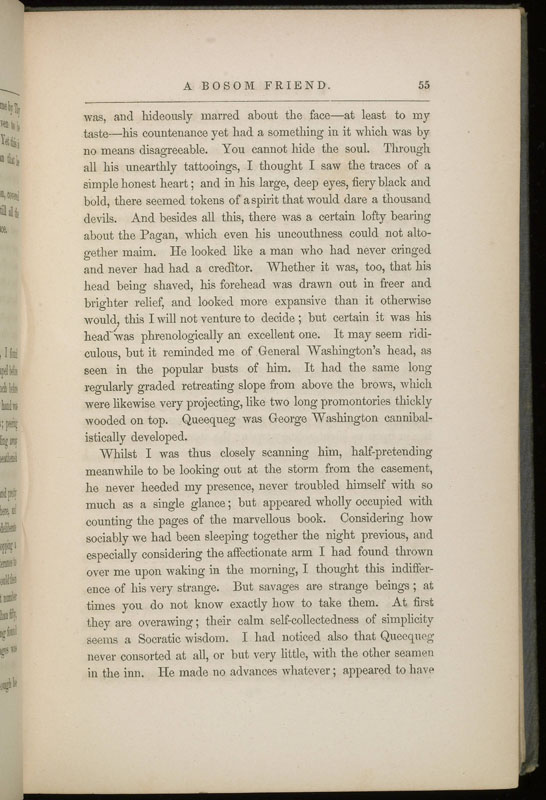 A BOSOM FRIEND. 55
was, and hideously marred about the face—at least to my
taste—his countenance yet had a something in it which was by
no means disagreeable. You cannot hide the soul. Through
all his unearthly tattooings, I thought I saw the traces of a
simple honest heart; and in his large, deep eyes, fiery black and
bold, there seemed tokens of a spirit that would dare a thousand
devils. And besides all this, there was a certain lofty bearing
about the Pagan, which even his uncouthness could not alto-
gether maim. He looked like a man who had never cringed
and never had had a creditor. Whether it was, too, that his
head being shaved, his forehead was drawn out in freer and
brighter relief, and looked more expansive than it otherwise
would, this I will not venture to decide; but certain it was his
head was phrenologically an excellent one. It may seem ridi-
culous, but it reminded me of General Washington's head, as
seen in the popular busts of him. It had the same long
regularly graded retreating slope from above the brows, which
were likewise very projecting, like two long promontories thickly
wooded on top. Queequeg was George Washington cannibal-
istically developed.
Whilst I was thus closely scanning him, half-pretending
meanwhile to be looking out at the storm from the casement,
he never heeded my presence, never troubled himself with so
much as a single glance; but appeared wholly occupied with
counting the pages of the marvellous book. Considering how
sociably we had been sleeping together the night previous, and
especially considering the affectionate arm I had found thrown
over me upon waking in the morning, I thought this indiffer-
ence of his very strange. But savages are strange beings; at
times you do not know exactly how to take them. At first
they are overawing; their calm self-collectedness of simplicity
seems a Socratic wisdom. I had noticed also that Queequeg
never consorted at all, or but very little, with the other seamen
in the inn. He made no advances whatever; appeared to have